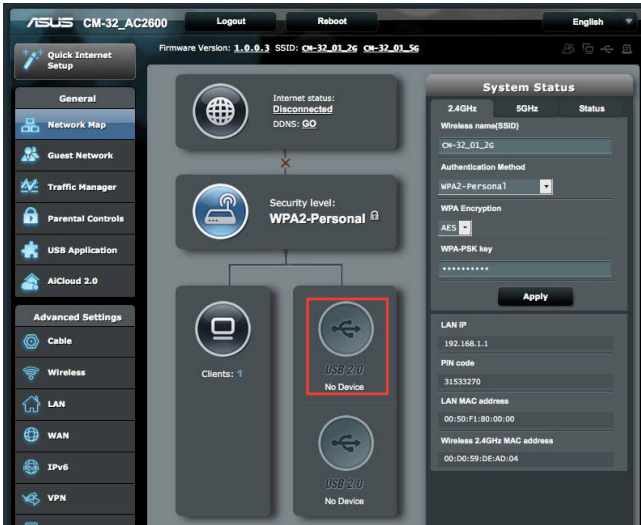 ASUS CM-32_AC2600
Logout
Reboot
English
Quick Internet
Setup
Firmware Version: 1.0.0.3 SSID: CM-32_01_2G CM-32_01_5G
General
Network Map
Guest Network
Traffic Manager
Parental Controls
USB Application
AiCloud 2.0
Advanced Settings
Cable
Wireless
LAN
WAN
IPv6
VPN
Internet status:
Disconnected
DDNS: GO
Security level:
WPA2-Personal
Clients: 1
USB 2.0
No Device
USB 2.0
No Device
System Status
2.4GHz 5GHz Status
Wireless name(SSID)
CM-32_01_2G
Authentication Method
WPA2-Personal
WPA Encryption
AES
WPA-PSK key
••••••••••
Apply
LAN IP
192.168.1.1
PIN code
31533270
LAN MAC address
00:50:F1:80:00:00
Wireless 2.4GHz MAC address
00:D0:59:DE:AD:04